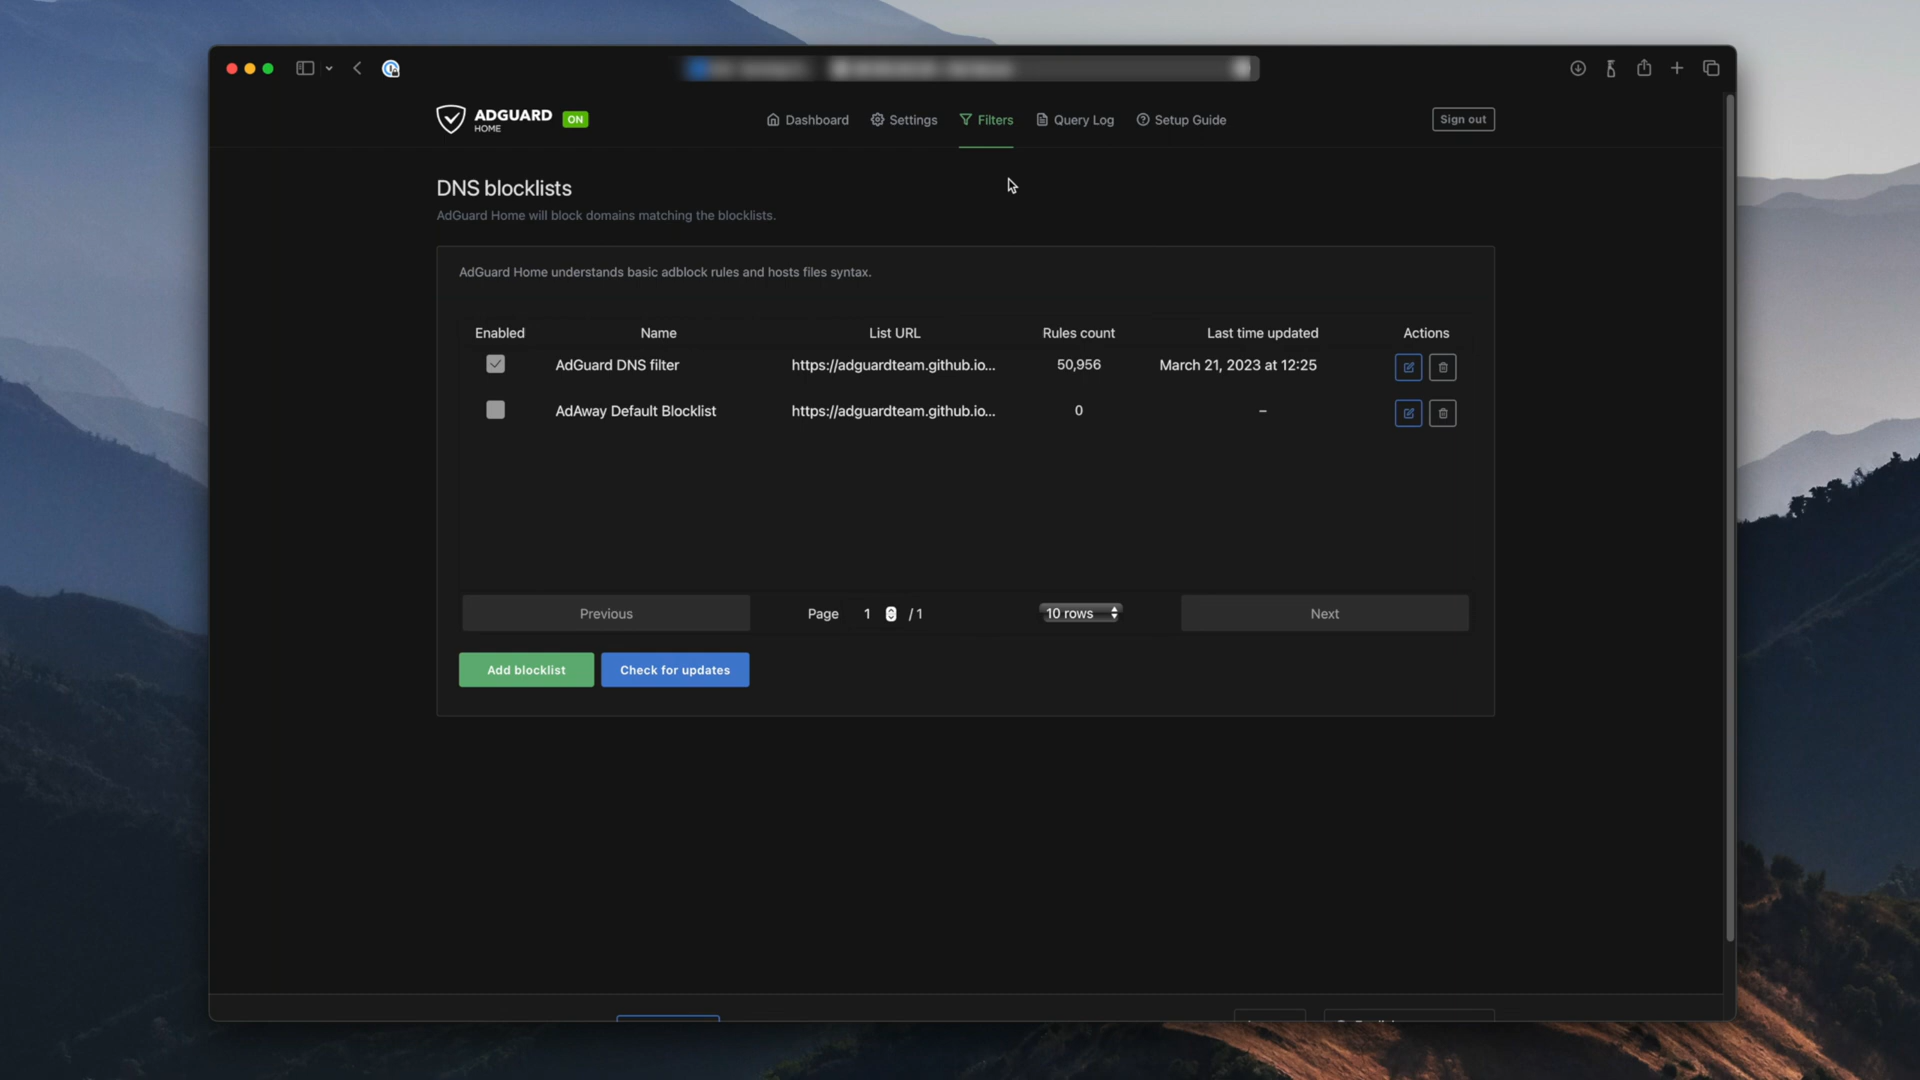 ADGUARD
HOME
ON
Dashboard
Settings
Filters
Query Log
Setup Guide
Sign out
DNS blocklists
AdGuard Home will block domains matching the blocklists.
AdGuard Home understands basic adblock rules and hosts files syntax.
Enabled Name List URL Rules count Last time updated Actions
AdGuard DNS filter https://adguardteam.github.io... 50,956 March 21, 2023 at 12:25
AdAway Default Blocklist https://adguardteam.github.io... 0 –
Previous Page 1 / 1 10 rows Next
Add blocklist Check for updates